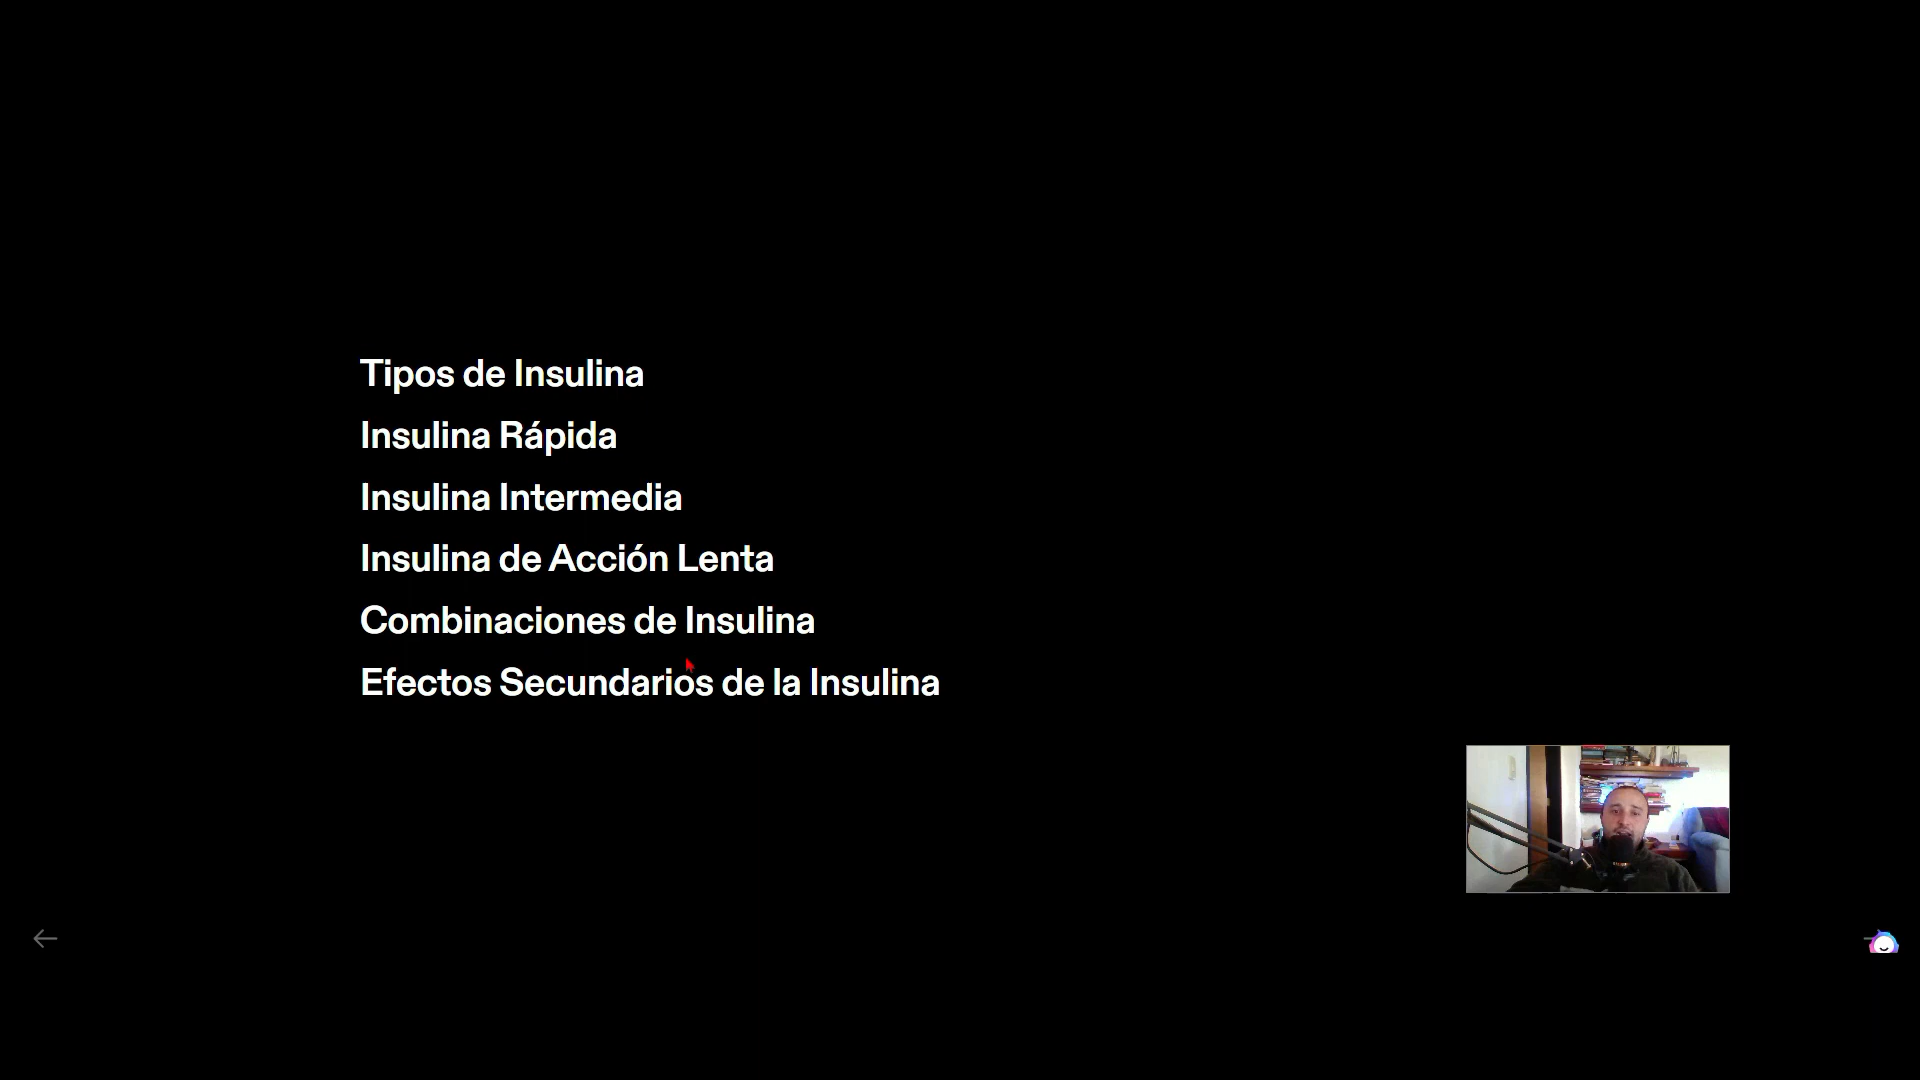 Tipos de Insulina
Insulina Rápida
Insulina Intermedia
Insulina de Acción Lenta
Combinaciones de Insulina
Efectos Secundarios de la Insulina